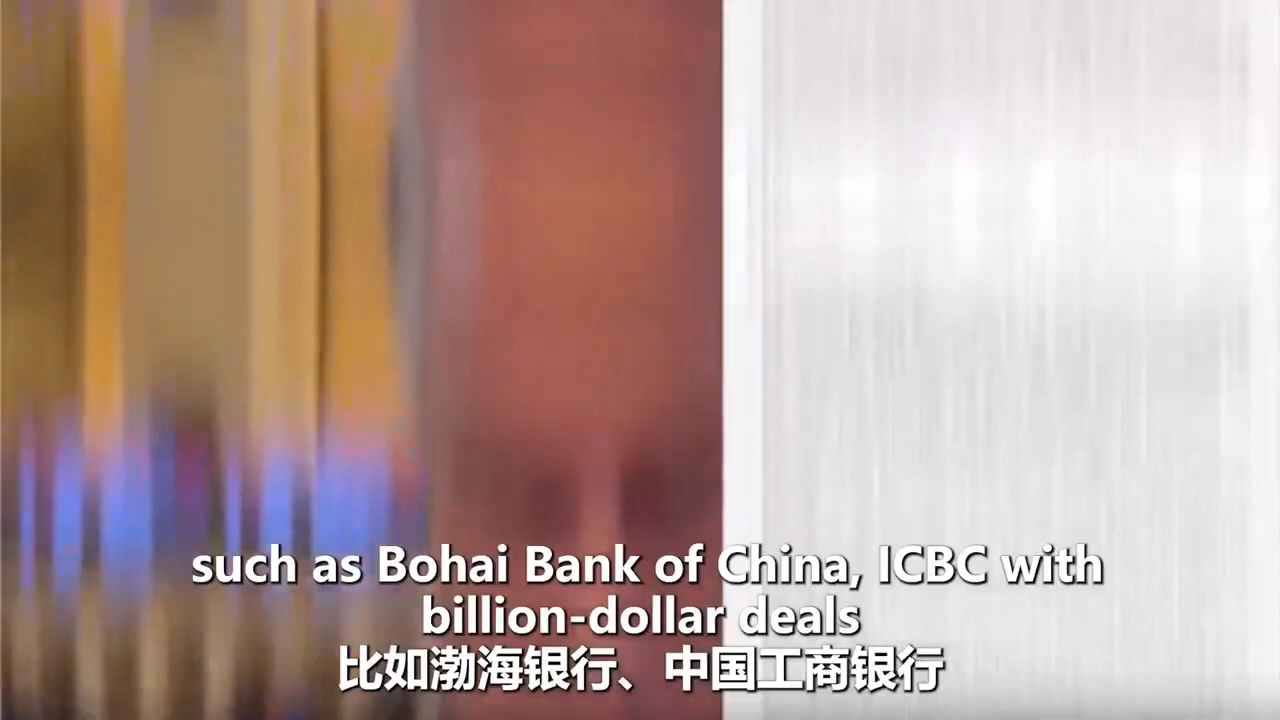 such as Bohai Bank of China, ICBC with
billion-dollar deals
比如渤海银行、中国工商银行